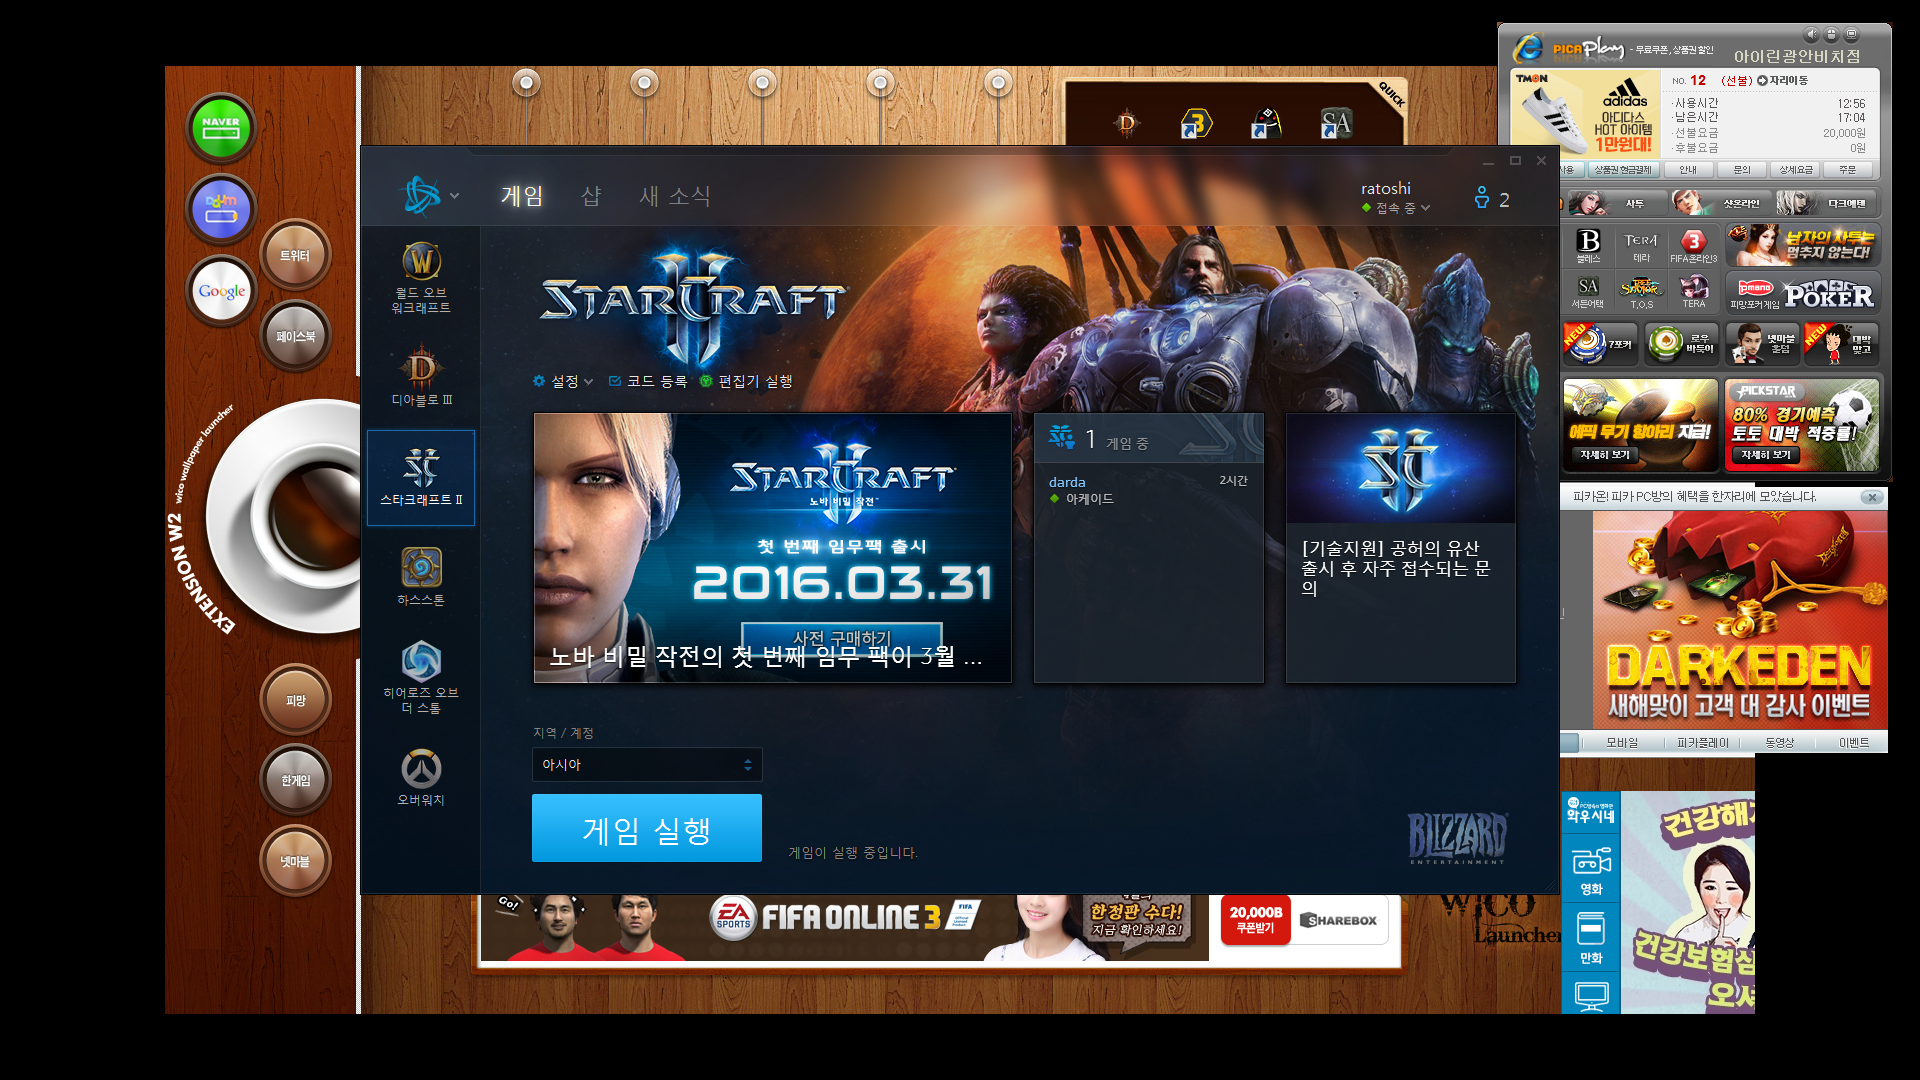 NAVER
Daum
Google
트위터
페이스북
wico wallpaper launcher
EXTENSION W2
피망
한게임
넷마블
QUICK
D
3
SA
게임
샵
새 소식
ratoshi
접속 중
2
월드 오브
워크래프트
디아블로 III
스타크래프트 II
하스스톤
히어로즈 오브
더 스톰
오버워치
STARCRAFT
II
설정
코드 등록
편집기 실행
STARCRAFT
II
노바 비밀 작전
첫 번째 임무팩 출시
2016.03.31
사전 구매하기
노바 비밀 작전의 첫 번째 임무 팩이 3월 ...
1 게임 중
darda
2시간
아케이드
[기술지원] 공허의 유산
출시 후 자주 접수되는 문
의
지역 / 계정
아시아
게임 실행
게임이 실행 중입니다.
BLIZZARD
ENTERTAINMENT
Go!
EA
SPORTS
FIFA ONLINE 3
FIFA
한정판 수다!
지금 확인하세요!
20,000B
쿠폰받기
SHAREBOX
WICO
Launcher
PICAPlay - 무료쿠폰, 상품권 할인
아이린광안비치점
TMON
adidas
아디다스
HOT 아이템
1만원대!
NO. 12 (선불) 자리이동
사용시간 12:56
남은시간 17:04
선불요금 20,000원
후불요금 0원
사용
상품권 현금결제
안내
문의
상세요금
주문
사투
샷온라인
다크에덴
B
블레스
TERA
테라
3
FIFA온라인3
남자의 사투는
멈추지 않는다!
SA
서든어택
TREE SAVIOR
T.O.S
TERA
pmang
피망포커게임
POKER
NEW
7포커
로우
바둑이
넷마블
홀덤
NEW
대박
맞고
에픽 무기 항아리 지급!
자세히 보기
PICKSTAR
80% 경기예측
토토 대박 적중률!
자세히 보기
피카온! 피카 PC방의 혜택을 한자리에 모았습니다.
DARKEDEN
새해맞이 고객 대 감사 이벤트
모바일
피카플레이
동영상
이벤트
와우시네
영화
만화
건강해
건강보험심
오셔